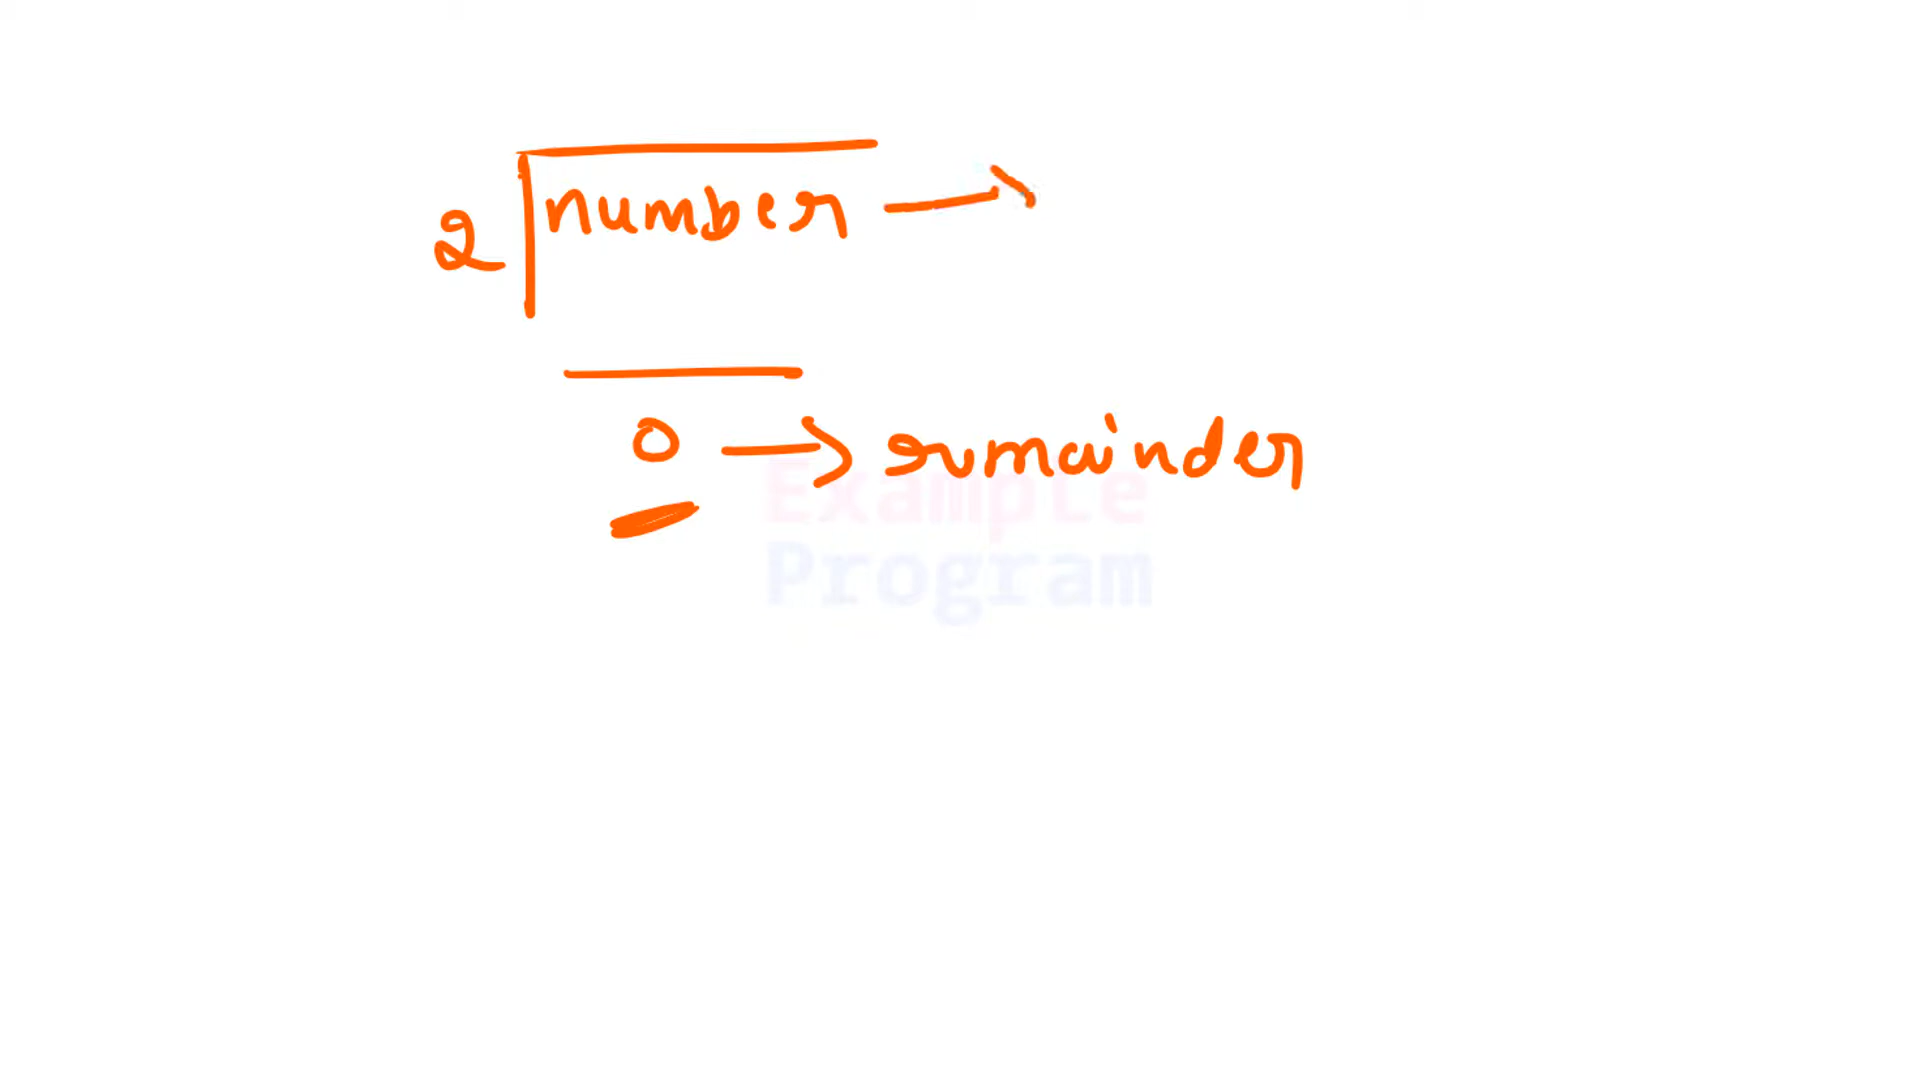 2 number →
0 → remainder
Example
Program